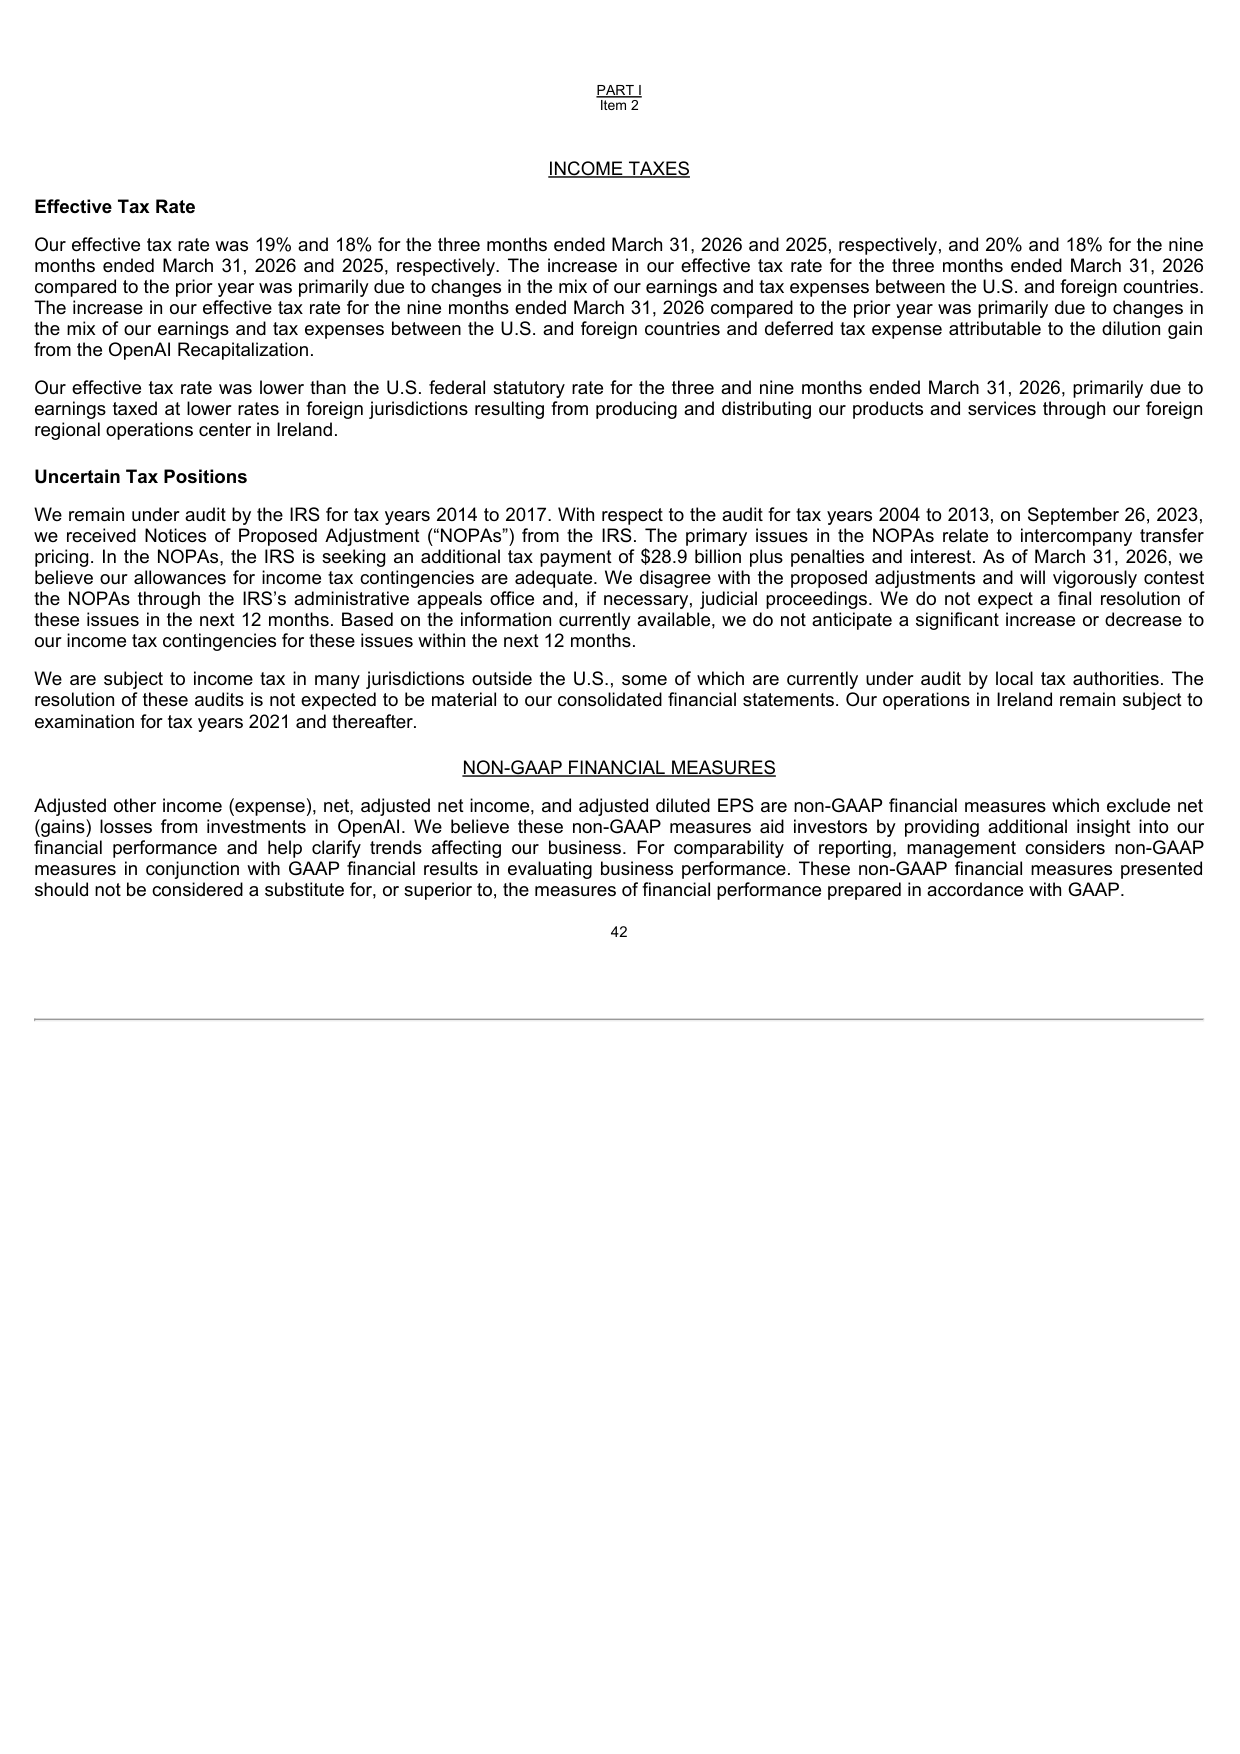 PART I
Item 2
INCOME TAXES
Effective Tax Rate
Our effective tax rate was 19% and 18% for the three months ended March 31, 2026 and 2025, respectively, and 20% and 18% for the nine
months ended March 31, 2026 and 2025, respectively. The increase in our effective tax rate for the three months ended March 31, 2026
compared to the prior year was primarily due to changes in the mix of our earnings and tax expenses between the U.S. and foreign countries.
The increase in our effective tax rate for the nine months ended March 31, 2026 compared to the prior year was primarily due to changes in
the mix of our earnings and tax expenses between the U.S. and foreign countries and deferred tax expense attributable to the dilution gain
from the OpenAI Recapitalization.
Our effective tax rate was lower than the U.S. federal statutory rate for the three and nine months ended March 31, 2026, primarily due to
earnings taxed at lower rates in foreign jurisdictions resulting from producing and distributing our products and services through our foreign
regional operations center in Ireland.
Uncertain Tax Positions
We remain under audit by the IRS for tax years 2014 to 2017. With respect to the audit for tax years 2004 to 2013, on September 26, 2023,
we received Notices of Proposed Adjustment (“NOPAs”) from the IRS. The primary issues in the NOPAs relate to intercompany transfer
pricing. In the NOPAs, the IRS is seeking an additional tax payment of $28.9 billion plus penalties and interest. As of March 31, 2026, we
believe our allowances for income tax contingencies are adequate. We disagree with the proposed adjustments and will vigorously contest
the NOPAs through the IRS’s administrative appeals office and, if necessary, judicial proceedings. We do not expect a final resolution of
these issues in the next 12 months. Based on the information currently available, we do not anticipate a significant increase or decrease to
our income tax contingencies for these issues within the next 12 months.
We are subject to income tax in many jurisdictions outside the U.S., some of which are currently under audit by local tax authorities. The
resolution of these audits is not expected to be material to our consolidated financial statements. Our operations in Ireland remain subject to
examination for tax years 2021 and thereafter.
NON-GAAP FINANCIAL MEASURES
Adjusted other income (expense), net, adjusted net income, and adjusted diluted EPS are non-GAAP financial measures which exclude net
(gains) losses from investments in OpenAI. We believe these non-GAAP measures aid investors by providing additional insight into our
financial performance and help clarify trends affecting our business. For comparability of reporting, management considers non-GAAP
measures in conjunction with GAAP financial results in evaluating business performance. These non-GAAP financial measures presented
should not be considered a substitute for, or superior to, the measures of financial performance prepared in accordance with GAAP.
42